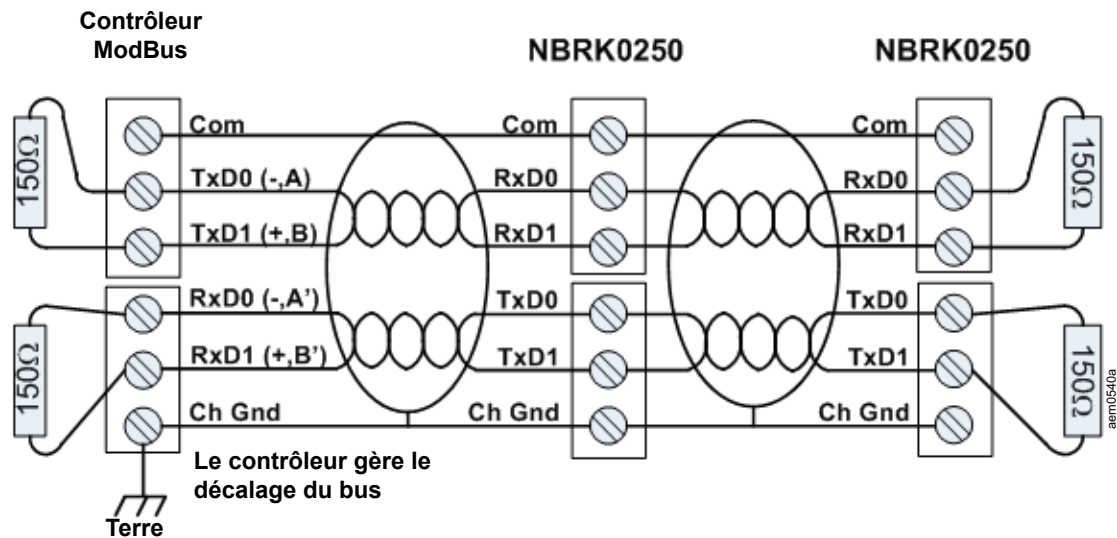 Contrôleur
ModBus
NBRK0250
NBRK0250
150Ω
Com
Com
Com
150Ω
TxD0 (-,A)
RxD0
RxD0
TxD1 (+,B)
RxD1
RxD1
150Ω
RxD0 (-,A’)
TxD0
TxD0
150Ω
RxD1 (+,B’)
TxD1
TxD1
Ch Gnd
Ch Gnd
Ch Gnd
aem0540a
Le contrôleur gère le
décalage du bus
Terre